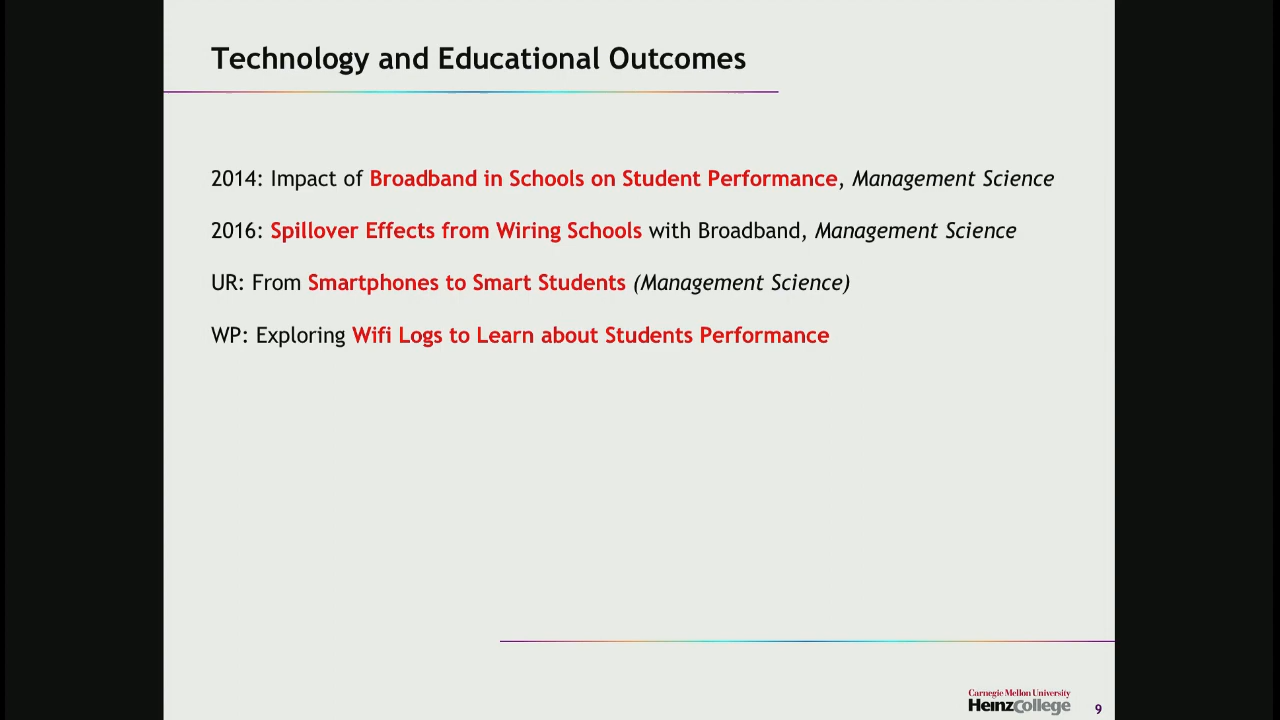 Technology and Educational Outcomes
2014: Impact of Broadband in Schools on Student Performance, Management Science
2016: Spillover Effects from Wiring Schools with Broadband, Management Science
UR: From Smartphones to Smart Students (Management Science)
WP: Exploring Wifi Logs to Learn about Students Performance
Carnegie Mellon University
HeinzCollege
9